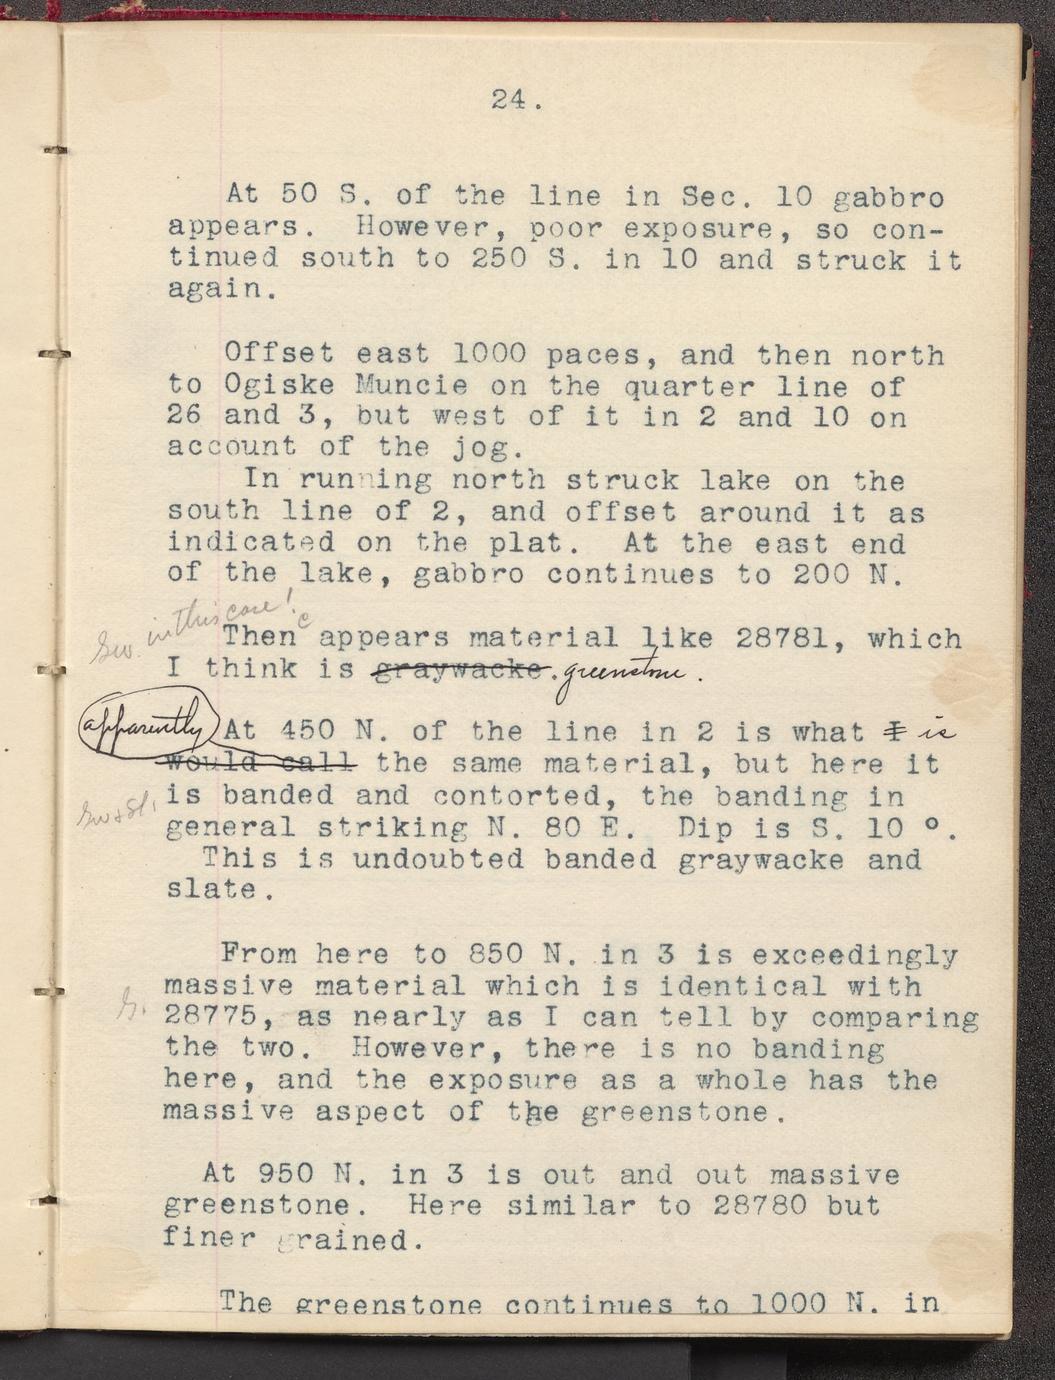 24.
At 50 S. of the line in Sec. 10 gabbro
appears. However, poor exposure, so con-
tinued south to 250 S. in 10 and struck it
again.
Offset east 1000 paces, and then north
to Ogiske Muncie on the quarter line of
26 and 3, but west of it in 2 and 10 on
account of the jog.
In running north struck lake on the
south line of 2, and offset around it as
indicated on the plat. At the east end
of the lake, gabbro continues to 200 N.
Gw. in this case!
Then appears material like 28781, which
I think is graywacke. greenstone.
apparently
At 450 N. of the line in 2 is what I is
would call the same material, but here it
is banded and contorted, the banding in
Gw & Sl.
general striking N. 80 E. Dip is S. 10 °.
This is undoubted banded graywacke and
slate.
From here to 850 N. in 3 is exceedingly
massive material which is identical with
G.
28775, as nearly as I can tell by comparing
the two. However, there is no banding
here, and the exposure as a whole has the
massive aspect of the greenstone.
At 950 N. in 3 is out and out massive
greenstone. Here similar to 28780 but
finer grained.
The greenstone continues to 1000 N. in